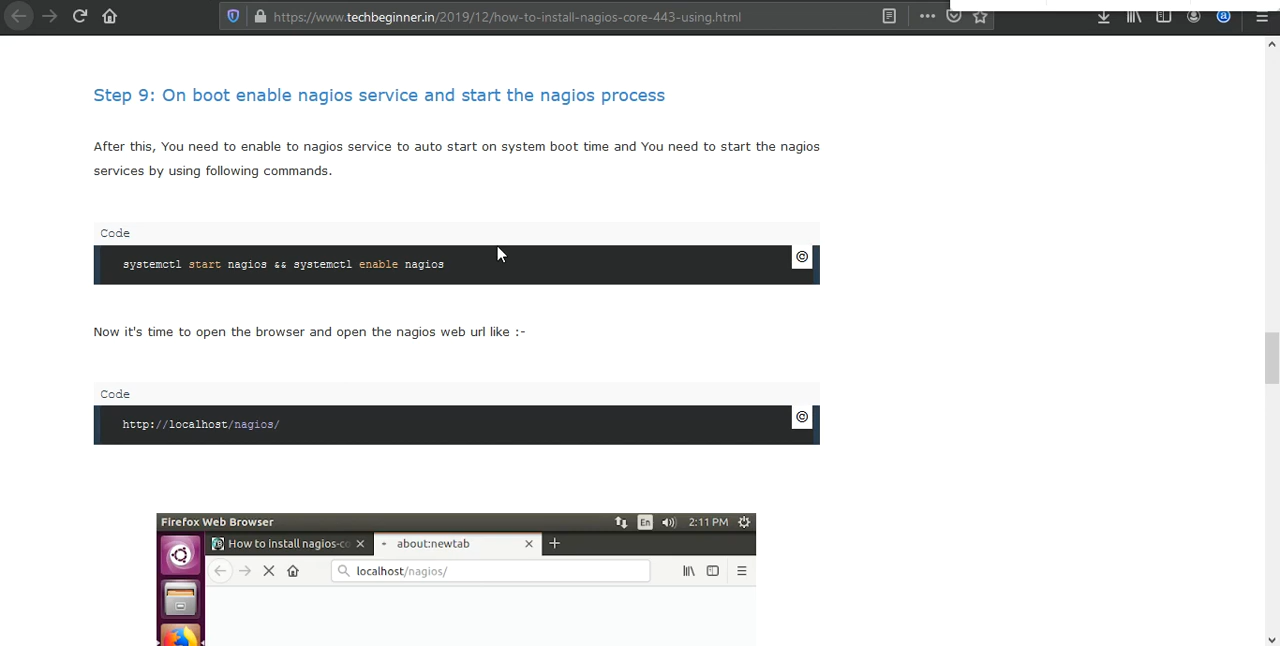 https://www.techbeginner.in/2019/12/how-to-install-nagios-core-443-using.html
Step 9: On boot enable nagios service and start the nagios process
After this, You need to enable to nagios service to auto start on system boot time and You need to start the nagios
services by using following commands.
Code
systemctl start nagios && systemctl enable nagios
Now it's time to open the browser and open the nagios web url like :-
Code
http://localhost/nagios/
Firefox Web Browser
En
2:11 PM
How to install nagios-co
about:newtab
localhost/nagios/